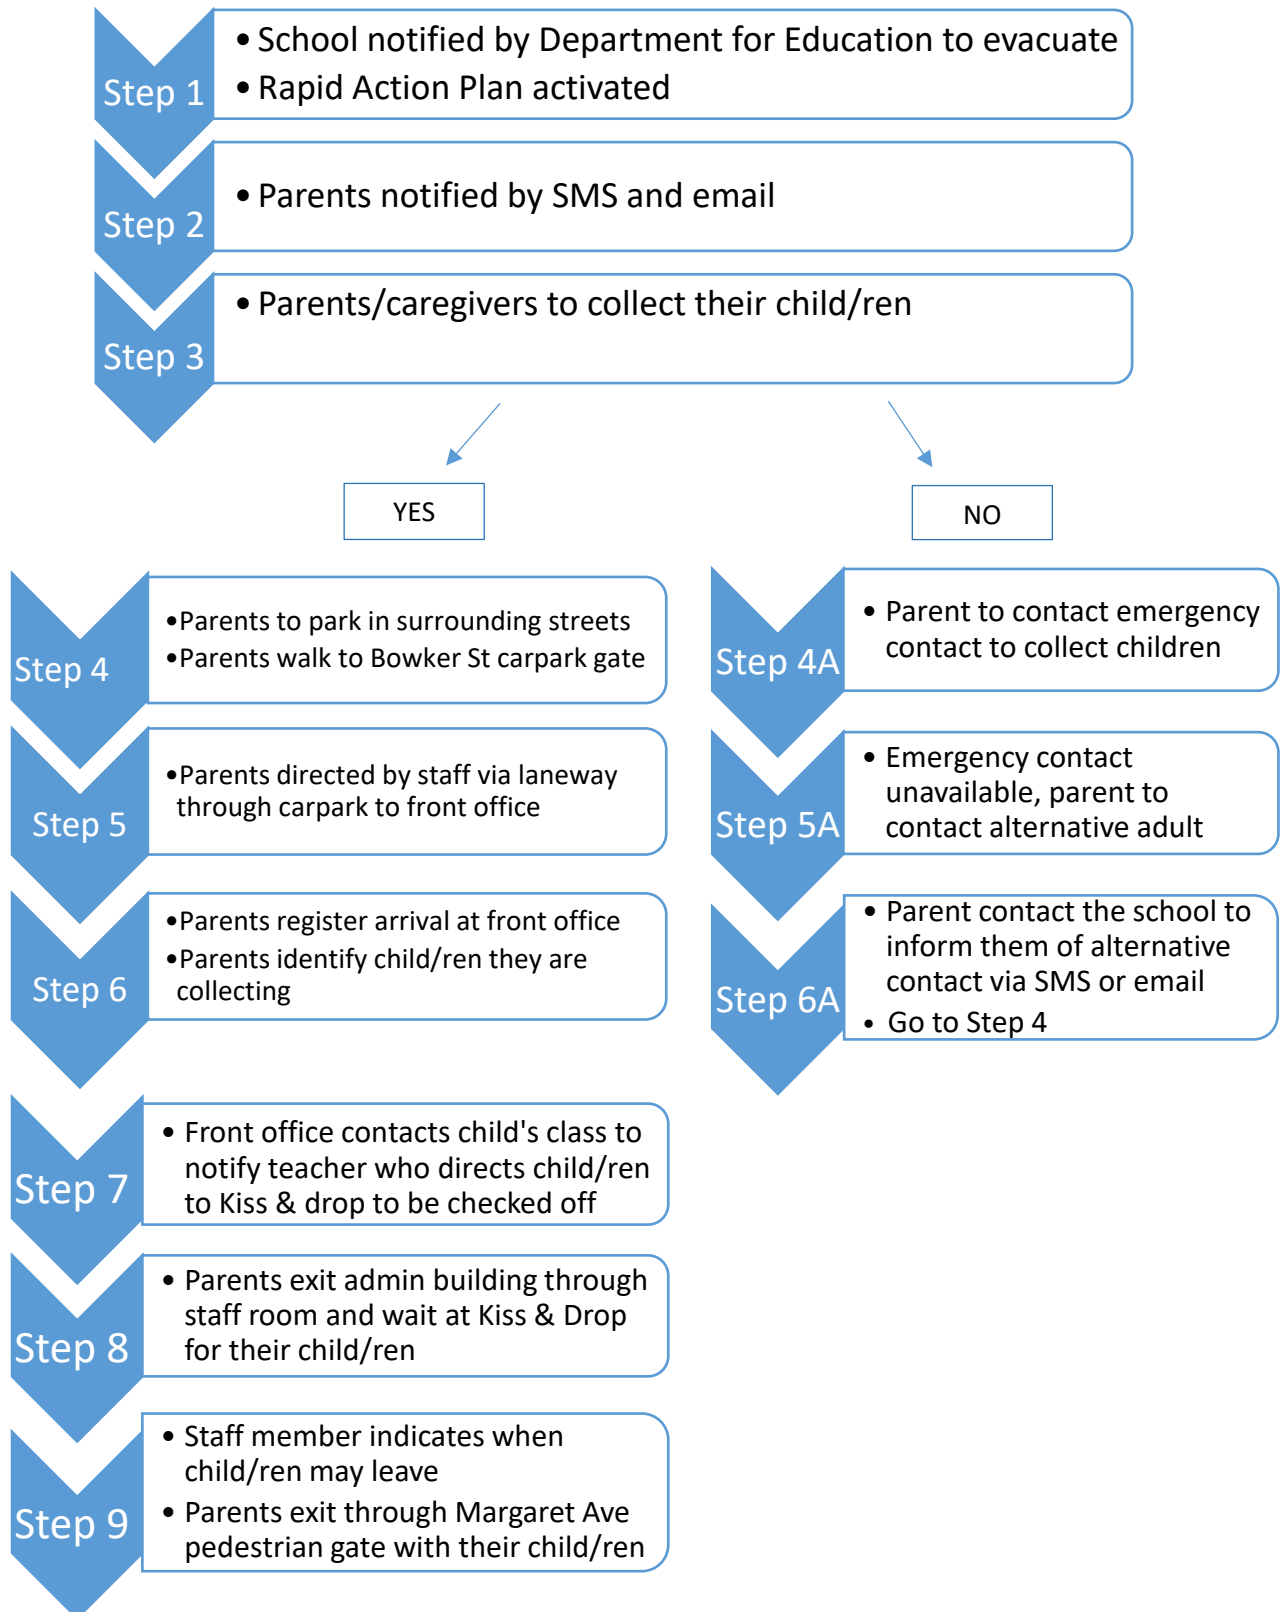 Step 1
•School notified by Department for Education to evacuate
•Rapid Action Plan activated
Step 2
•Parents notified by SMS and email
Step 3
•Parents/caregivers to collect their child/ren
YES
NO
Step 4
•Parents to park in surrounding streets
•Parents walk to Bowker St carpark gate
Step 5
•Parents directed by staff via laneway
through carpark to front office
Step 6
•Parents register arrival at front office
•Parents identify child/ren they are
collecting
Step 7
• Front office contacts child's class to
notify teacher who directs child/ren
to Kiss & drop to be checked off
Step 8
• Parents exit admin building through
staff room and wait at Kiss & Drop
for their child/ren
Step 9
• Staff member indicates when
child/ren may leave
• Parents exit through Margaret Ave
pedestrian gate with their child/ren
Step 4A
• Parent to contact emergency
contact to collect children
Step 5A
• Emergency contact
unavailable, parent to
contact alternative adult
Step 6A
• Parent contact the school to
inform them of alternative
contact via SMS or email
• Go to Step 4